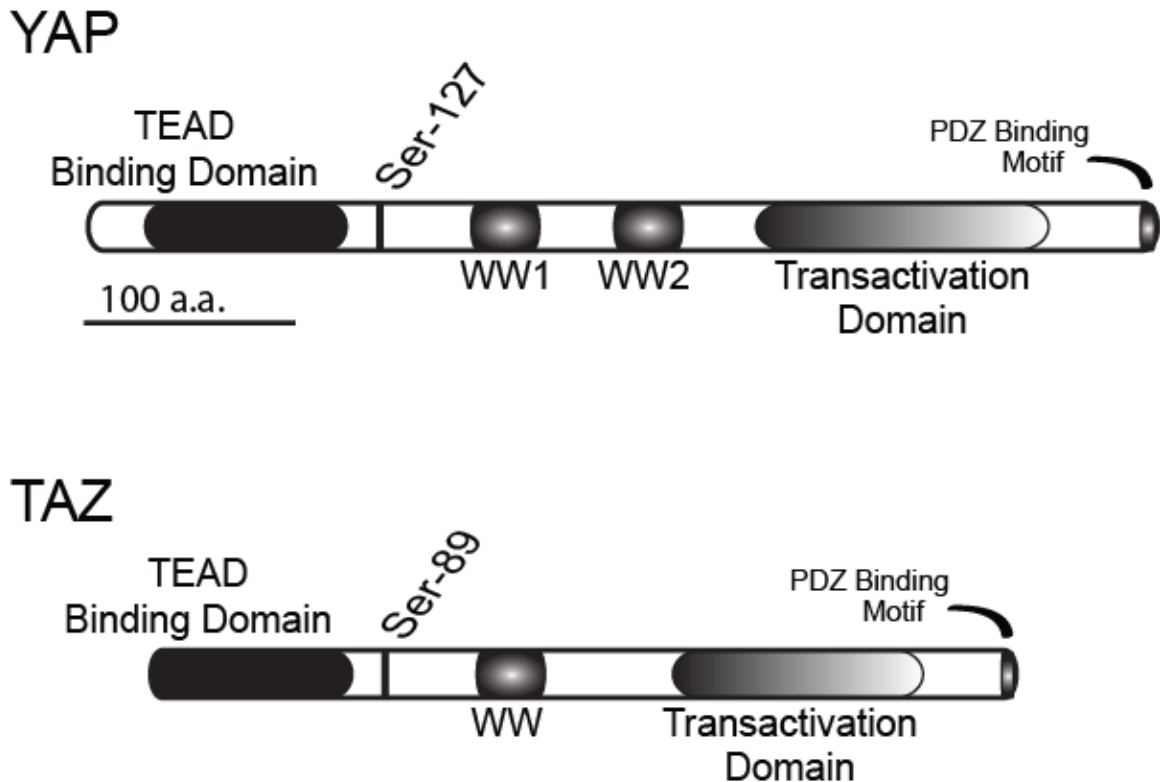 YAP
TEAD
Binding Domain
Ser-127
PDZ Binding
Motif
WW1
WW2
Transactivation
Domain
100 a.a.
TAZ
TEAD
Binding Domain
Ser-89
PDZ Binding
Motif
WW
Transactivation
Domain